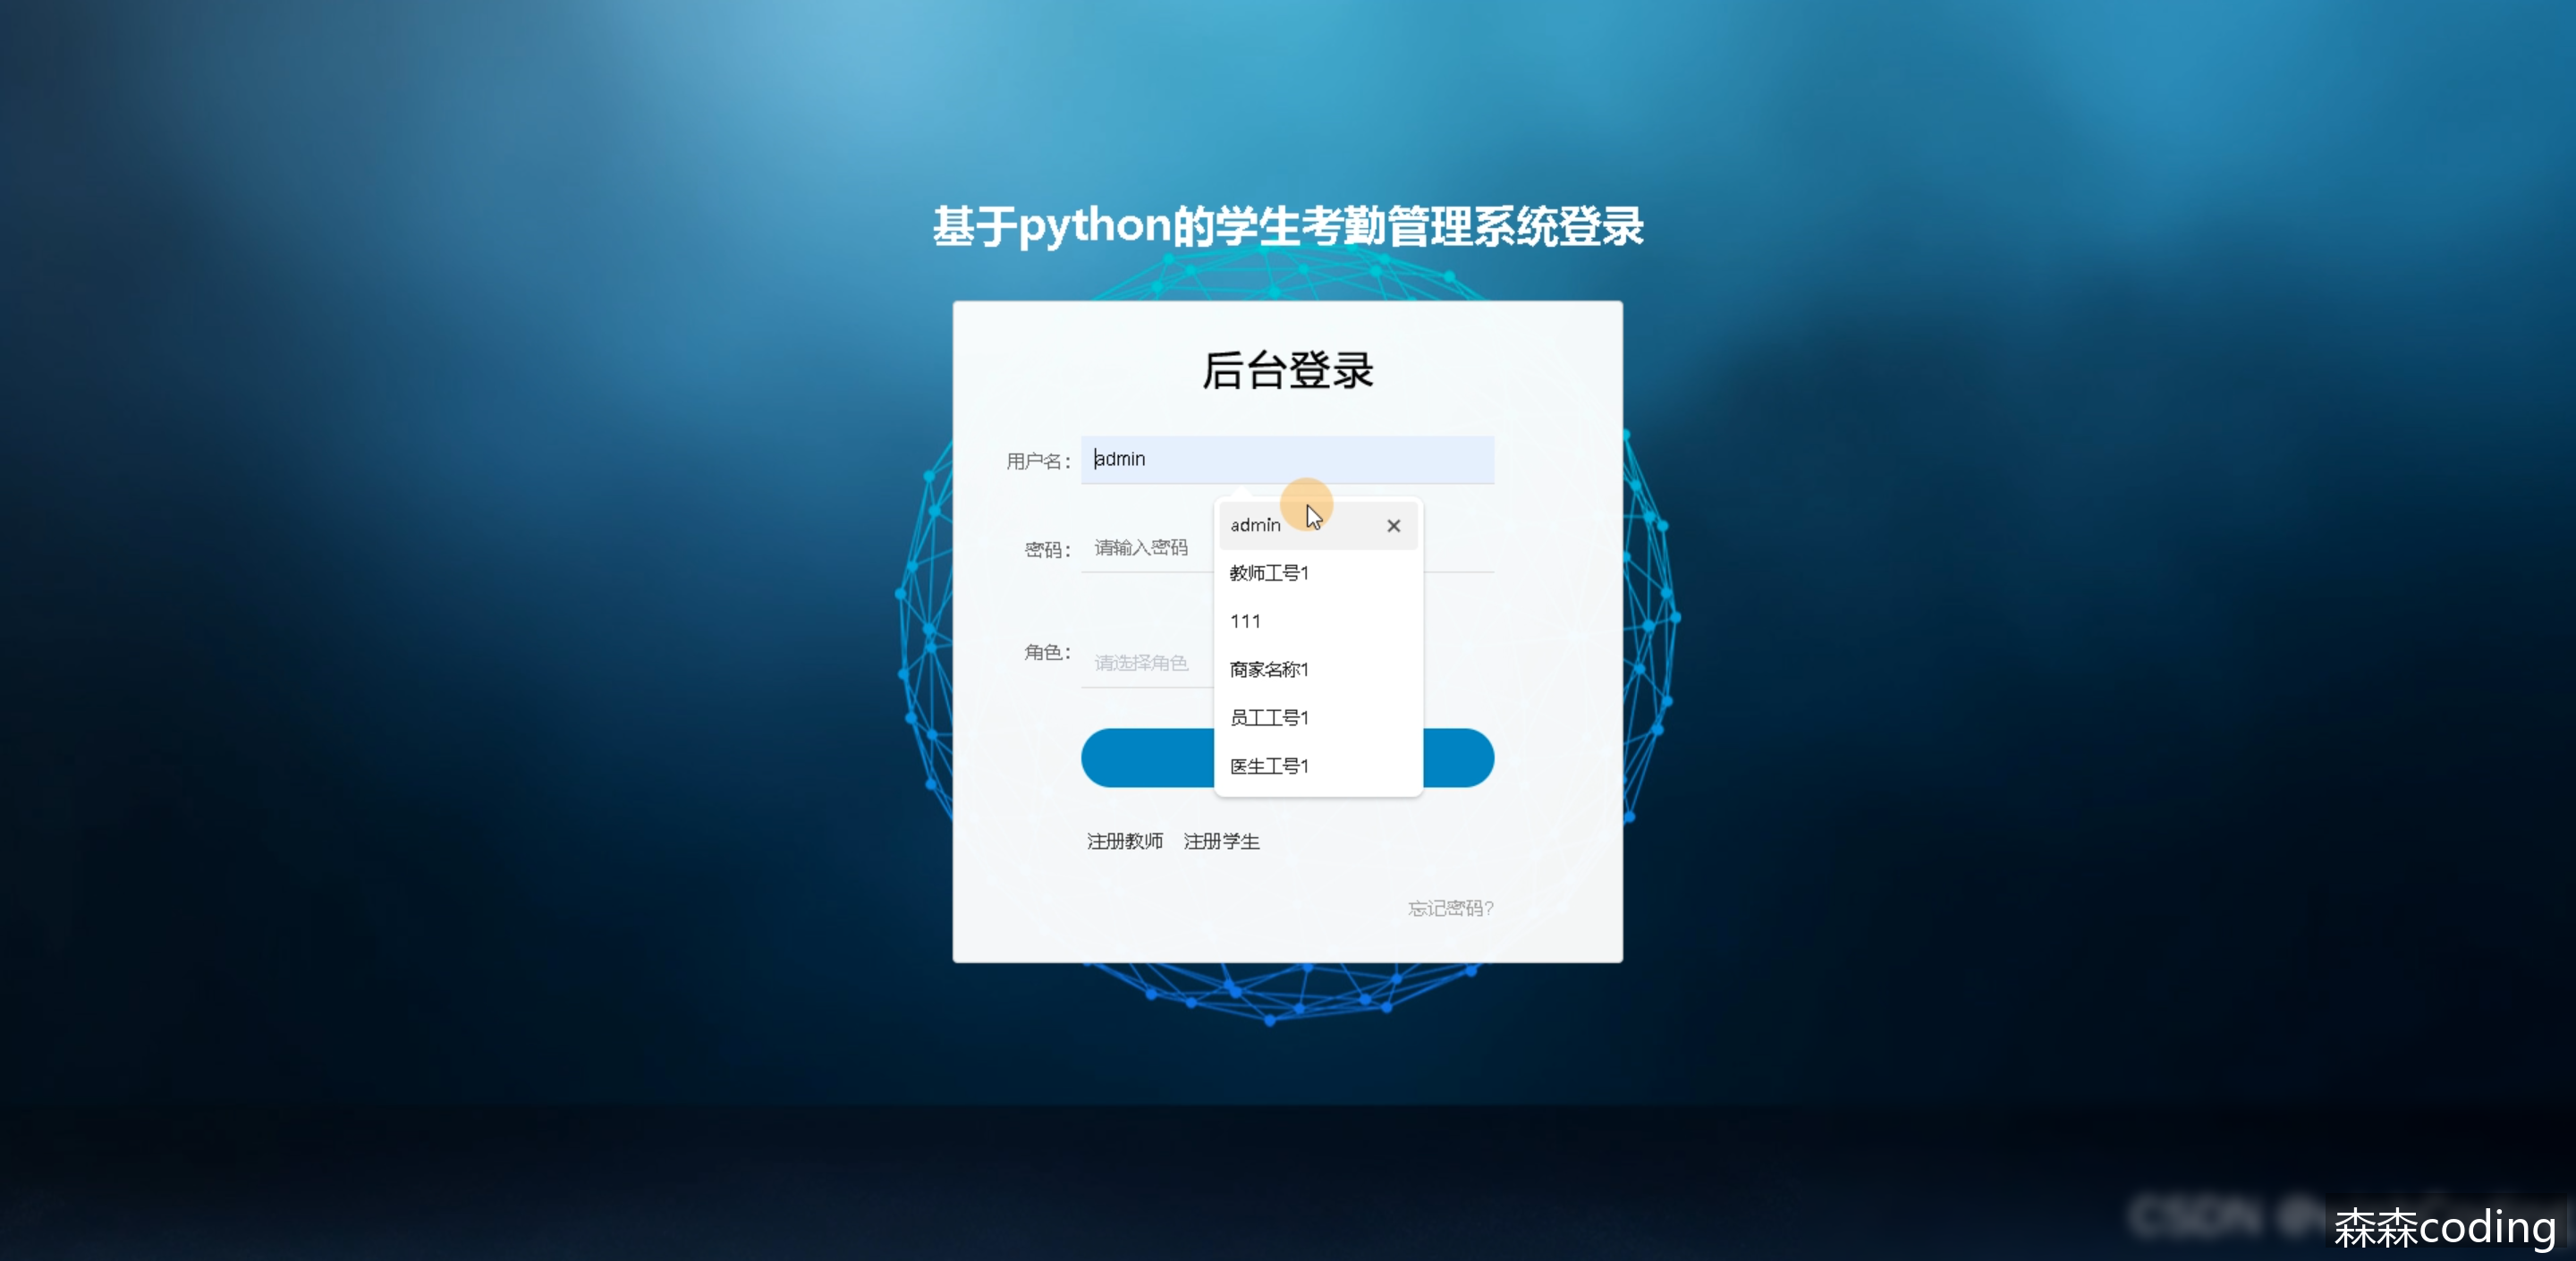 基于python的学生考勤管理系统登录
后台登录
用户名：
admin
admin
密码：
请输入密码
教师工号1
111
角色：
请选择角色
商家名称1
员工工号1
医生工号1
注册教师 注册学生
忘记密码?
CSDN
森森coding